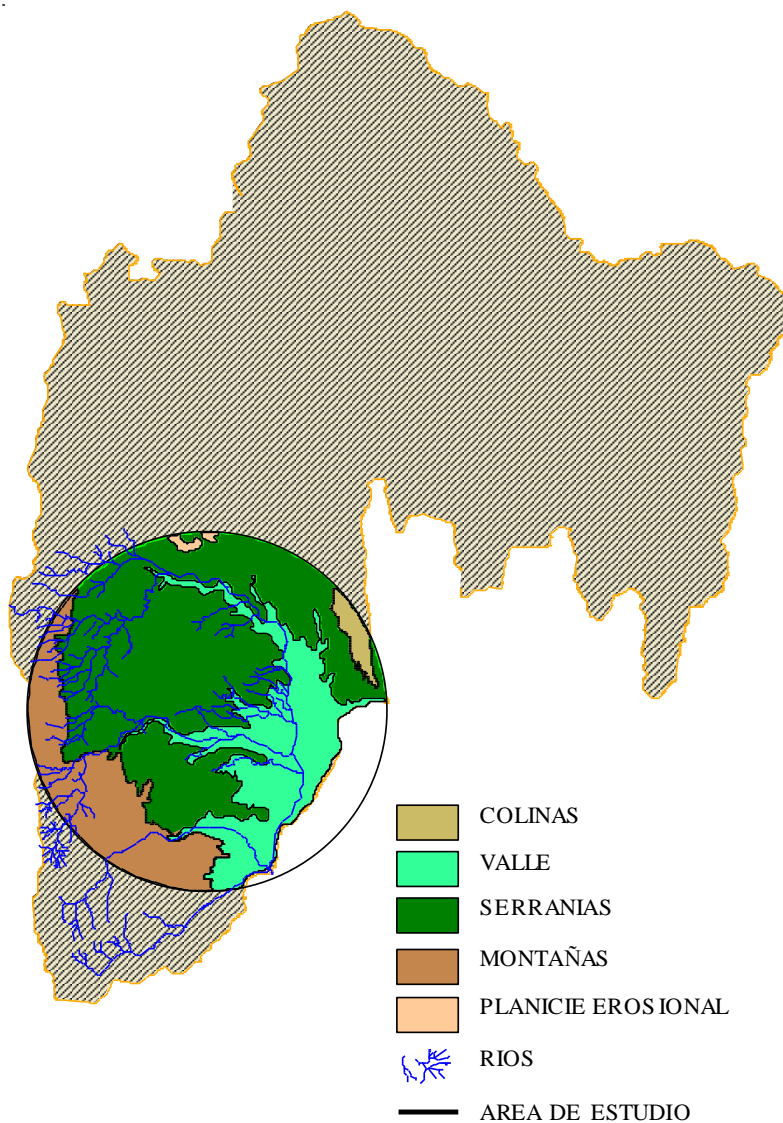 COLINAS
VALLE
SERRANIAS
MONTAÑAS
PLANICIE EROSIONAL
RIOS
AREA DE ESTUDIO